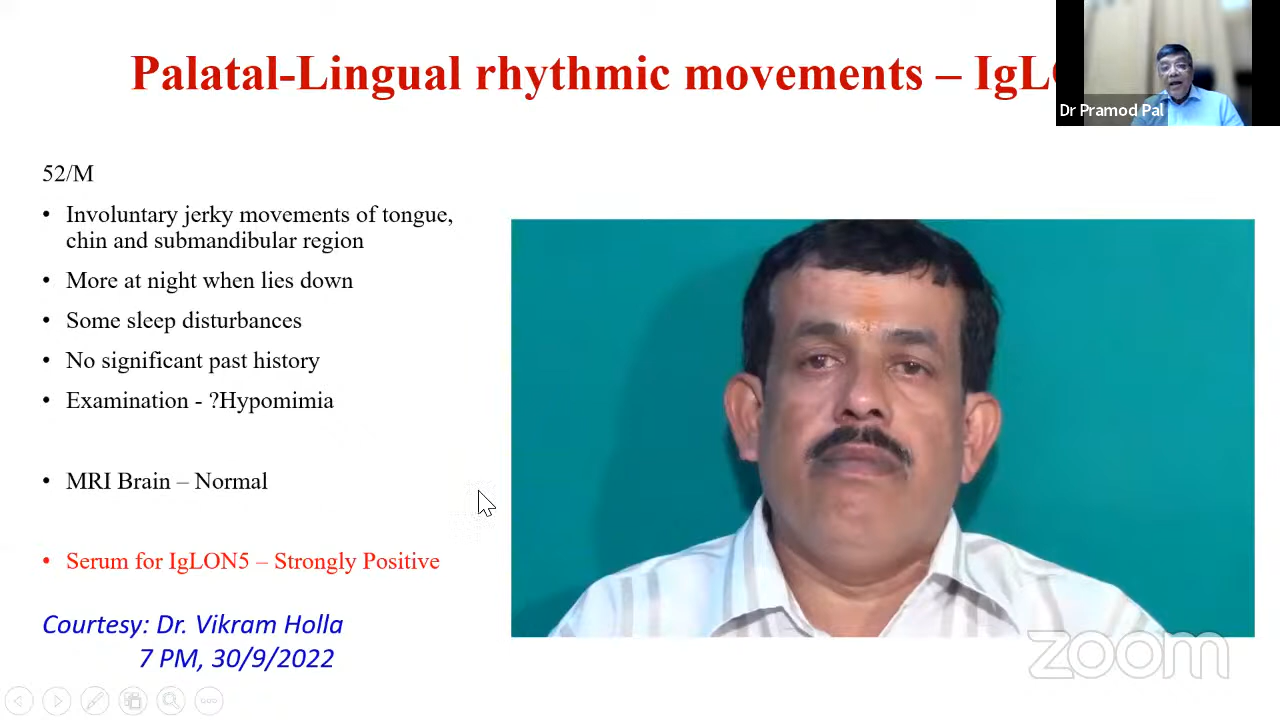 Palatal-Lingual rhythmic movements – IgL
Dr Pramod Pal
52/M
• Involuntary jerky movements of tongue,
chin and submandibular region
• More at night when lies down
• Some sleep disturbances
• No significant past history
• Examination - ?Hypomimia
• MRI Brain – Normal
• Serum for IgLON5 – Strongly Positive
Courtesy: Dr. Vikram Holla
7 PM, 30/9/2022
zoom